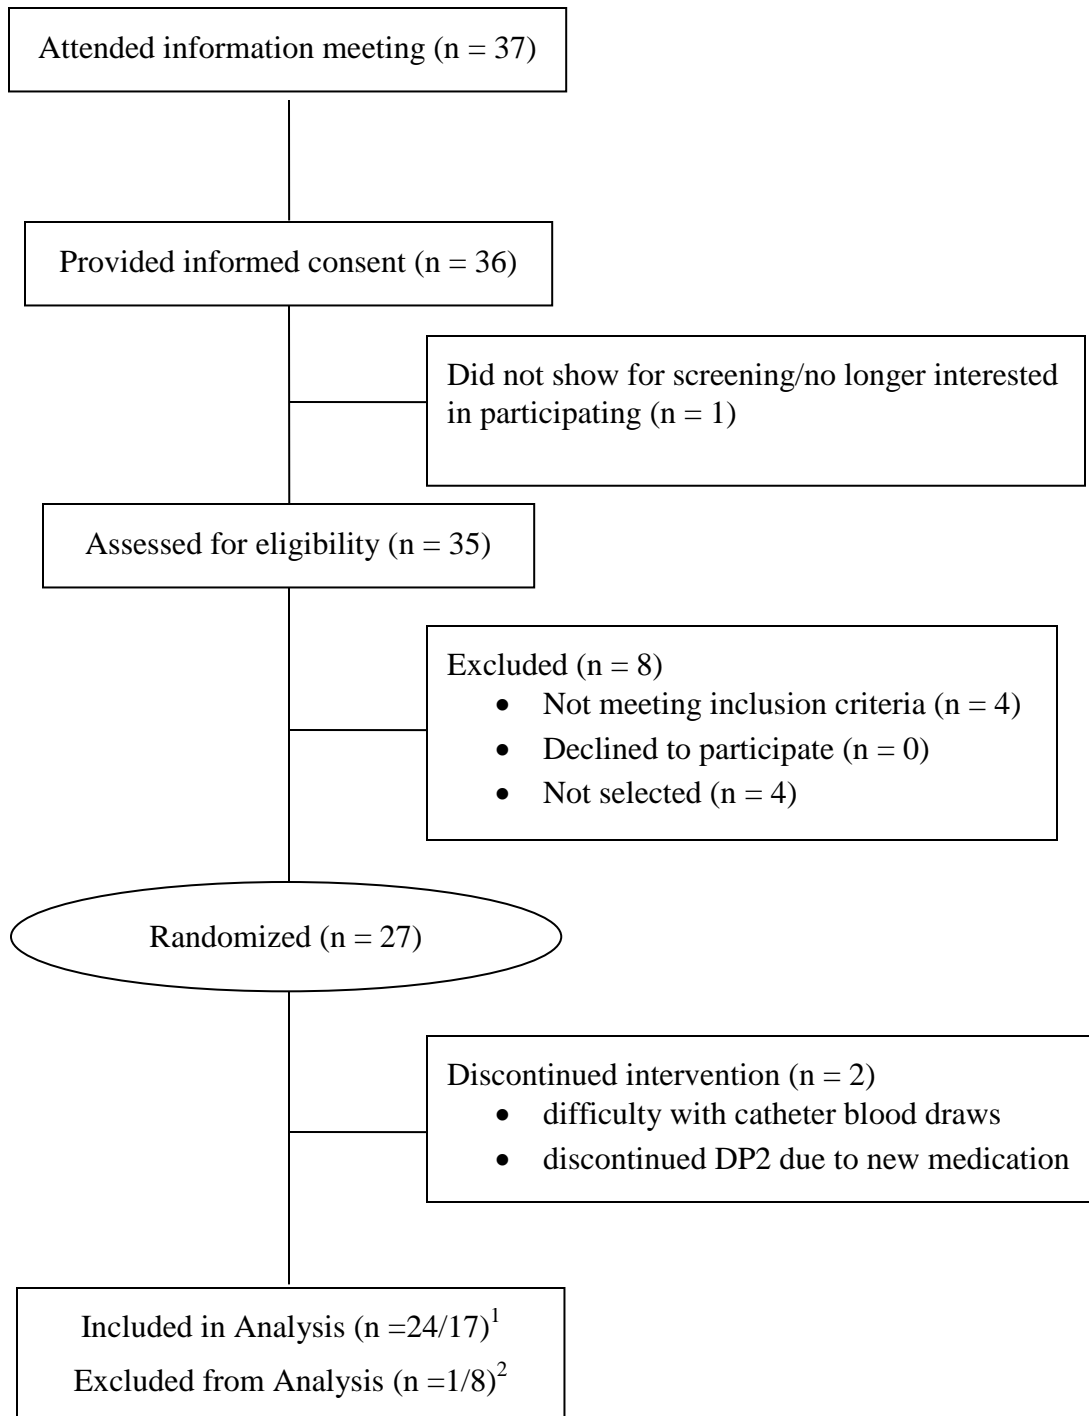 Attended information meeting (n = 37)
Provided informed consent (n = 36)
Did not show for screening/no longer interested
in participating (n = 1)
Assessed for eligibility (n = 35)
Excluded (n = 8)
• Not meeting inclusion criteria (n = 4)
• Declined to participate (n = 0)
• Not selected (n = 4)
Randomized (n = 27)
Discontinued intervention (n = 2)
• difficulty with catheter blood draws
• discontinued DP2 due to new medication
Included in Analysis (n =24/17)¹
Excluded from Analysis (n =1/8)²